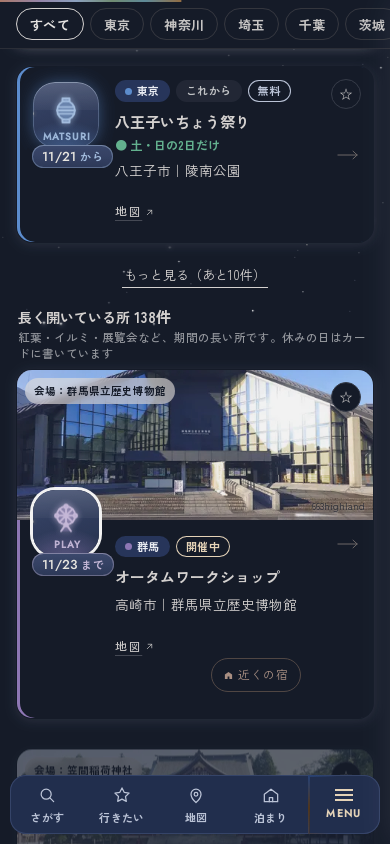 すべて 東京 神奈川 埼玉 千葉 茨城
MATSURI
11/21 から
東京 これから 無料
八王子いちょう祭り
土・日の2日だけ
八王子市｜陵南公園
地図
もっと見る（あと10件）
長く開いている所 138件
紅葉・イルミ・展覧会など、期間の長い所です。休みの日はカー
ドに書いています
会場：群馬県立歴史博物館
663highland
PLAY
11/23 まで
群馬 開催中
オータムワークショップ
高崎市｜群馬県立歴史博物館
地図
近くの宿
会場：笠間稲荷神社
さがす 行きたい 地図 泊まり MENU